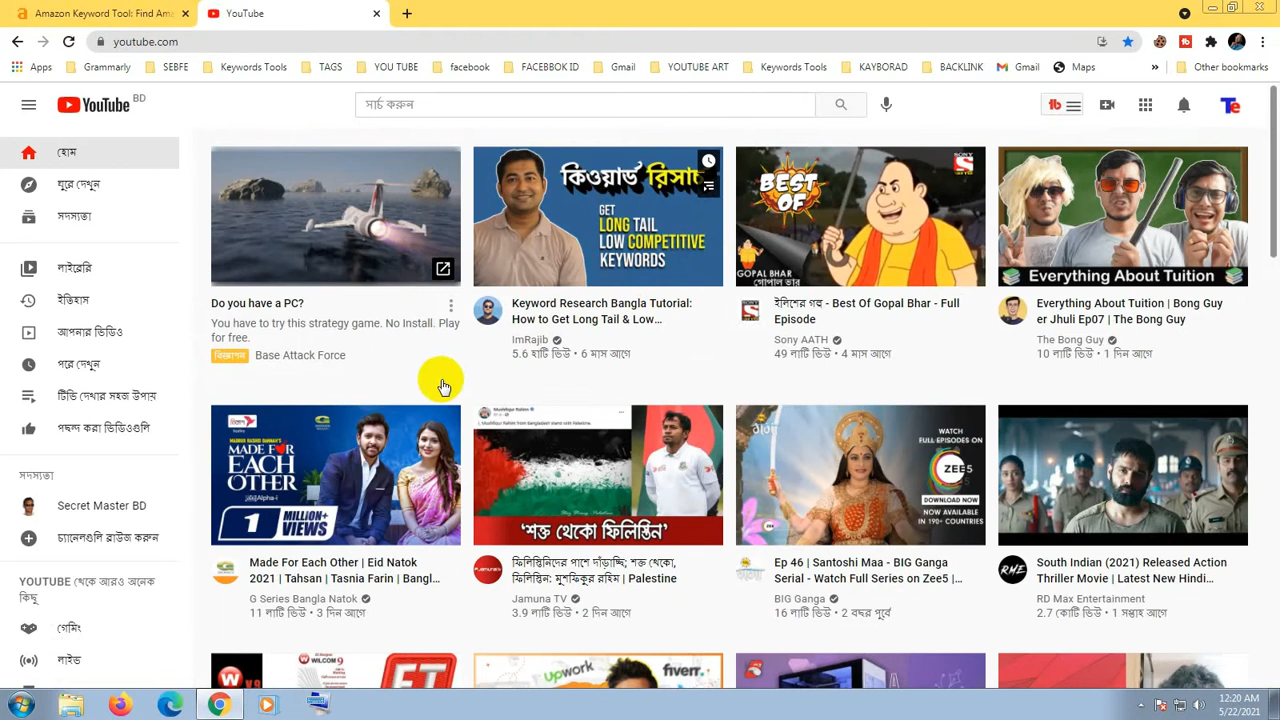 Amazon Keyword Tool: Find Ama
YouTube
youtube.com
Apps
Grammarly
SEBFE
Keywords Tools
TAGS
YOU TUBE
facebook
FACEBBOK ID
Gmail
YOUTUBE ART
Keywords Tools
KAYBORAD
BACKLINK
Gmail
Maps
Other bookmarks
YouTube BD
সার্চ করুন
হোম
ঘুরে দেখুন
সদস্যতা
লাইব্রেরি
ইতিহাস
আপনার ভিডিও
পরে দেখুন
টিভি দেখার সহজ উপায়
পছন্দ করা ভিডিওগুলি
সদস্যতা
Secret Master BD
চ্যানেলগুলি ব্রাউজ করুন
YOUTUBE থেকে আরও অনেক
কিছু
গেমিং
লাইভ
Do you have a PC?
You have to try this strategy game. No Install. Play
for free.
বিজ্ঞাপন Base Attack Force
কিওয়ার্ড রিসার্চ
GET
LONG TAIL
LOW COMPETITIVE
KEYWORDS
Keyword Research Bangla Tutorial:
How to Get Long Tail & Low…
ImRajib
5.6 হাটি ভিউ • 6 মাস আগে
BEST
OF
SONY
GOPAL BHAR
গোপাল ভার
ইলিশের গল্প - Best Of Gopal Bhar - Full
Episode
Sony AATH
49 লাটি ভিউ • 4 মাস আগে
Everything About Tuition
Everything About Tuition | Bong Guy
er Jhuli Ep07 | The Bong Guy
The Bong Guy
10 লাটি ভিউ • 1 দিন আগে
MADE FOR
EACH
OTHER
1 MILLION+
VIEWS
Made For Each Other | Eid Natok
2021 | Tahsan | Tasnia Farin | Bangl…
G Series Bangla Natok
11 লাটি ভিউ • 3 দিন আগে
‘শক্ত থেকো ফিলিস্তিন’
ফিলিস্তিনিদের পাশে দাঁড়াচ্ছি; শক্ত থেকো,
ফিলিস্তিন: মুশফিকুর রহিম | Palestine
Jamuna TV
3.9 লাটি ভিউ • 2 দিন আগে
WATCH
FULL EPISODES ON
ZEE5
DOWNLOAD NOW
NOW AVAILABLE
IN 190+ COUNTRIES
Ep 46 | Santoshi Maa - BIG Ganga
Serial - Watch Full Series on Zee5 |…
BIG Ganga
16 লাটি ভিউ • 2 বছর পূর্বে
RME
South Indian (2021) Released Action
Thriller Movie | Latest New Hindi…
RD Max Entertainment
2.7 কোটি ভিউ • 1 সপ্তাহ আগে
WILCOM 9
upwork
fiverr.
12:20 AM
5/22/2021